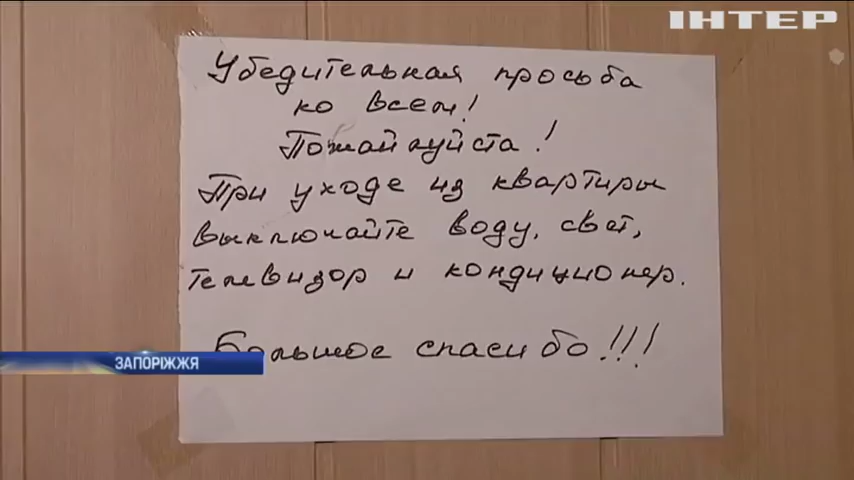 ІНТЕР
Убедительная просьба
ко всем!
Пожалуйста!
При уходе из квартиры
выключайте воду, свет,
телевизор и кондиционер.
Большое спасибо!!!
ЗАПОРІЖЖЯ